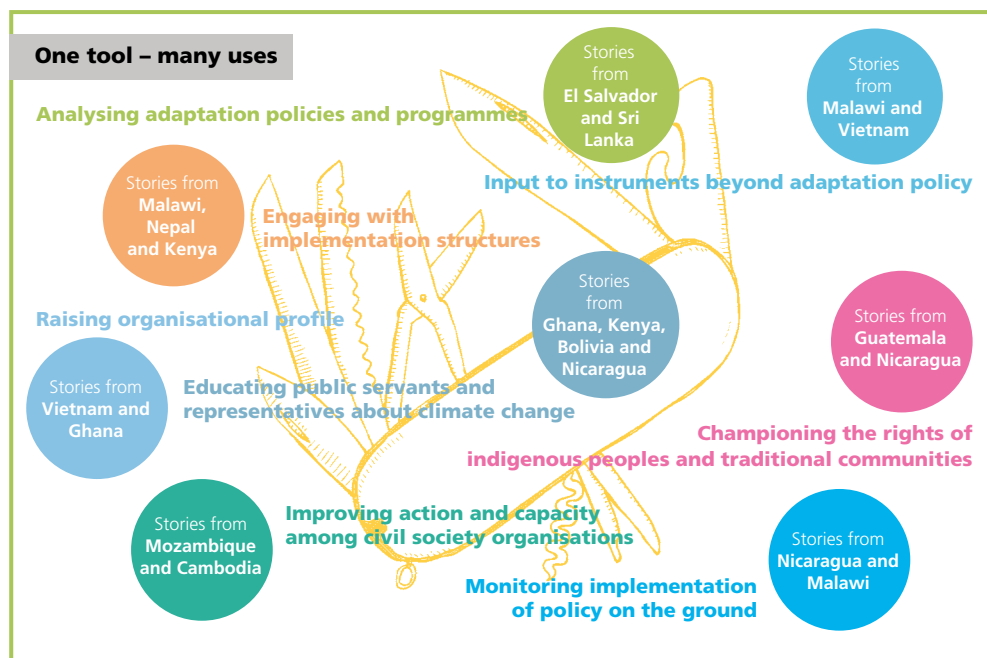 One tool – many uses
Analysing adaptation policies and programmes
Stories
from
El Salvador
and Sri
Lanka
Stories
from
Malawi and
Vietnam
Input to instruments beyond adaptation policy
Stories from
Malawi,
Nepal
and Kenya
Engaging with
implementation structures
Raising organisational profile
Stories from
Vietnam and
Ghana
Stories
from
Ghana, Kenya,
Bolivia and
Nicaragua
Educating public servants and
representatives about climate change
Stories from
Guatemala
and Nicaragua
Championing the rights of
indigenous peoples and traditional communities
Stories from
Mozambique
and Cambodia
Improving action and capacity
among civil society organisations
Monitoring implementation
of policy on the ground
Stories from
Nicaragua and
Malawi